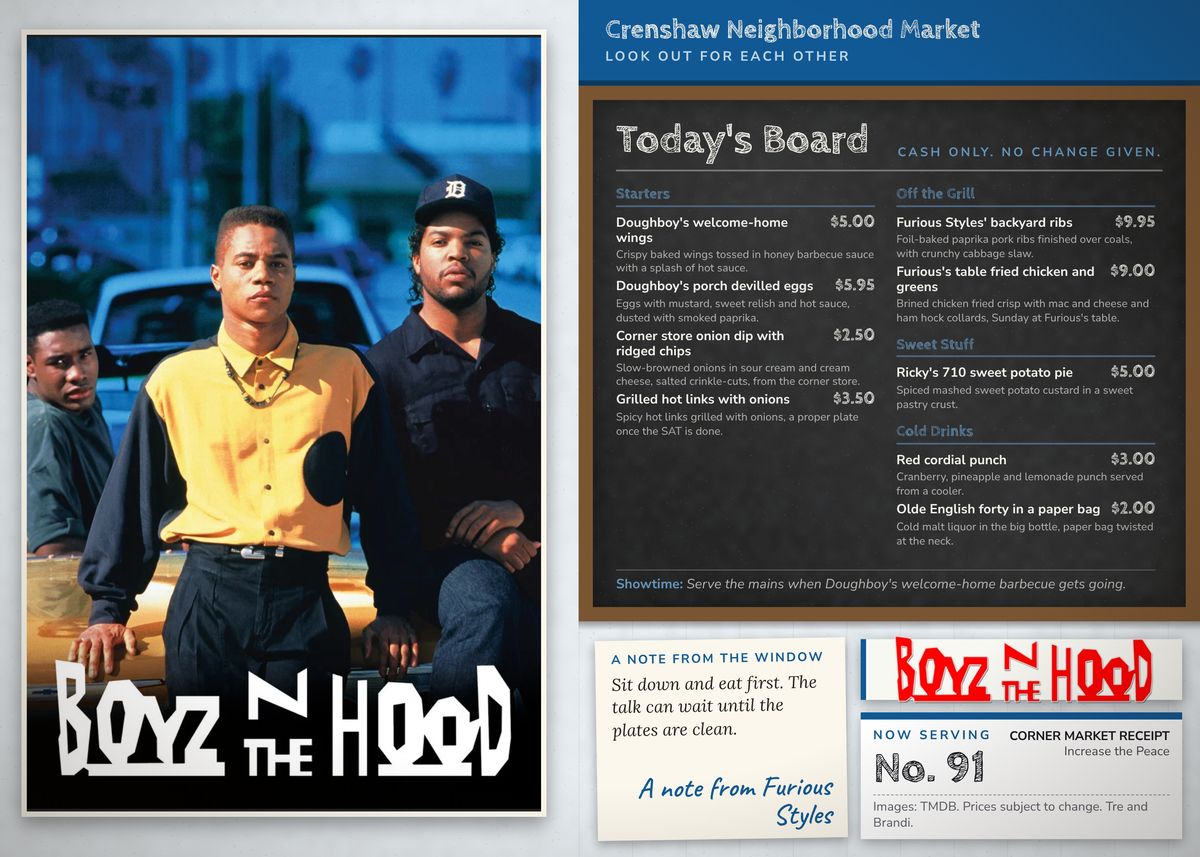 BOYZ N THE HOOD
Crenshaw Neighborhood Market
LOOK OUT FOR EACH OTHER
Today's Board
CASH ONLY. NO CHANGE GIVEN.
Starters
Doughboy's welcome-home wings $5.00
Crispy baked wings tossed in honey barbecue sauce
with a splash of hot sauce.
Doughboy's porch devilled eggs $5.95
Eggs with mustard, sweet relish and hot sauce,
dusted with smoked paprika.
Corner store onion dip with ridged chips $2.50
Slow-browned onions in sour cream and cream
cheese, salted crinkle-cuts, from the corner store.
Grilled hot links with onions $3.50
Spicy hot links grilled with onions, a proper plate
once the SAT is done.
Off the Grill
Furious Styles' backyard ribs $9.95
Foil-baked paprika pork ribs finished over coals,
with crunchy cabbage slaw.
Furious's table fried chicken and greens $9.00
Brined chicken fried crisp with mac and cheese and
ham hock collards, Sunday at Furious's table.
Sweet Stuff
Ricky's 710 sweet potato pie $5.00
Spiced mashed sweet potato custard in a sweet
pastry crust.
Cold Drinks
Red cordial punch $3.00
Cranberry, pineapple and lemonade punch served
from a cooler.
Olde English forty in a paper bag $2.00
Cold malt liquor in the big bottle, paper bag twisted
at the neck.
Showtime: Serve the mains when Doughboy's welcome-home barbecue gets going.
A NOTE FROM THE WINDOW
Sit down and eat first. The
talk can wait until the
plates are clean.
A note from Furious
Styles
BOYZ N THE HOOD
NOW SERVING
No. 91
CORNER MARKET RECEIPT
Increase the Peace
Images: TMDB. Prices subject to change. Tre and
Brandi.